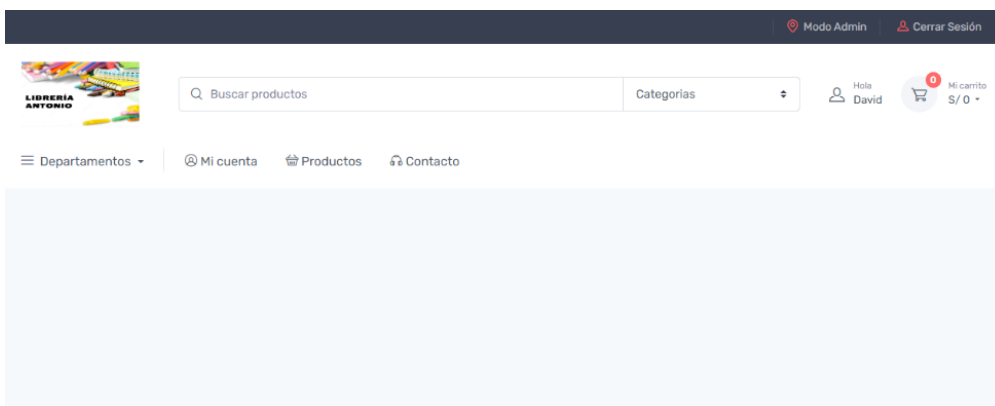 Modo Admin
Cerrar Sesión
LIBRERÍA
ANTONIO
Buscar productos
Categorias
Hola
David
0
Mi carrito
S/ 0
Departamentos
Mi cuenta
Productos
Contacto